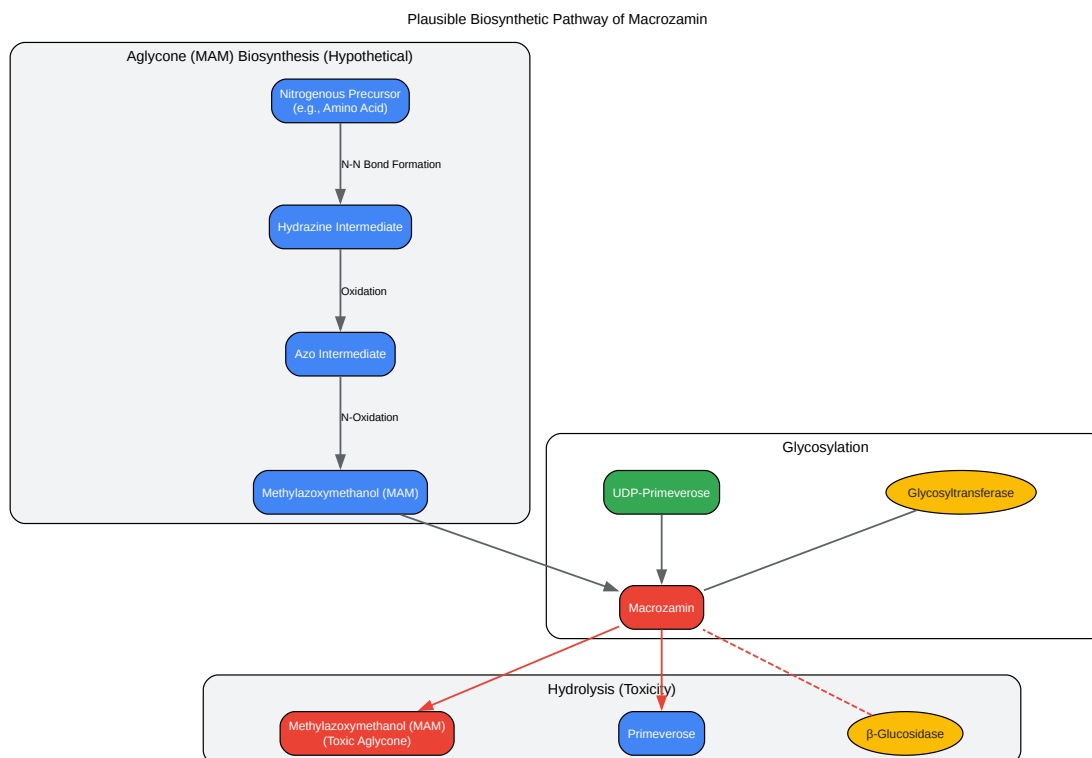 Plausible Biosynthetic Pathway of Macrozamin
Aglycone (MAM) Biosynthesis (Hypothetical)
Nitrogenous Precursor
(e.g., Amino Acid)
N-N Bond Formation
Hydrazine Intermediate
Oxidation
Azo Intermediate
N-Oxidation
Methylazoxymethanol (MAM)
Glycosylation
UDP-Primeverose
Glycosyltransferase
Macrozamin
Hydrolysis (Toxicity)
Methylazoxymethanol (MAM)
(Toxic Aglycone)
Primeverose
β-Glucosidase